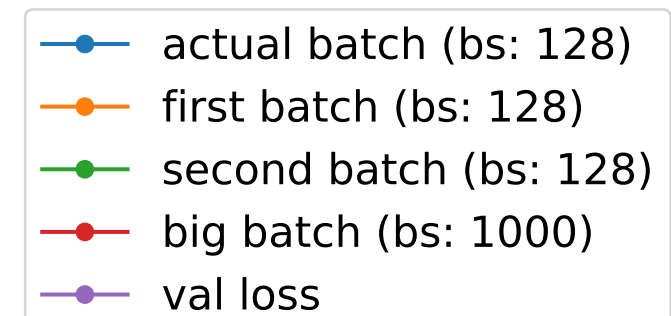 actual batch (bs: 128)
first batch (bs: 128)
second batch (bs: 128)
big batch (bs: 1000)
val loss